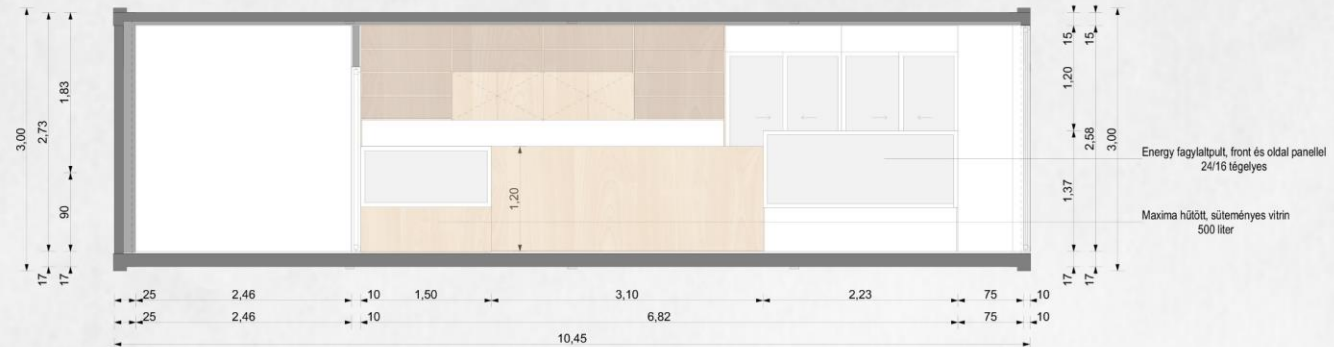 3,00
2,73
1,83
90
17
17
1,20
15
15
1,20
2,58
3,00
1,37
17
17
Energy fagylaltpult, front és oldal panellel
24/16 tégelyes
Maxima hűtött, süteményes vitrin
500 liter
25 2,46 10 1,50 3,10 2,23 75 10
25 2,46 10 6,82 75 10
10,45